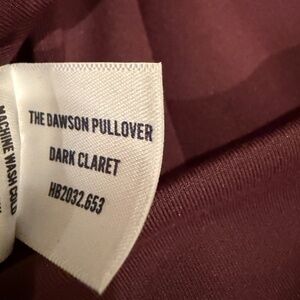 THE DAWSON PULLOVER
DARK CLARET
HB2032.653
MACHINE WASH COLD